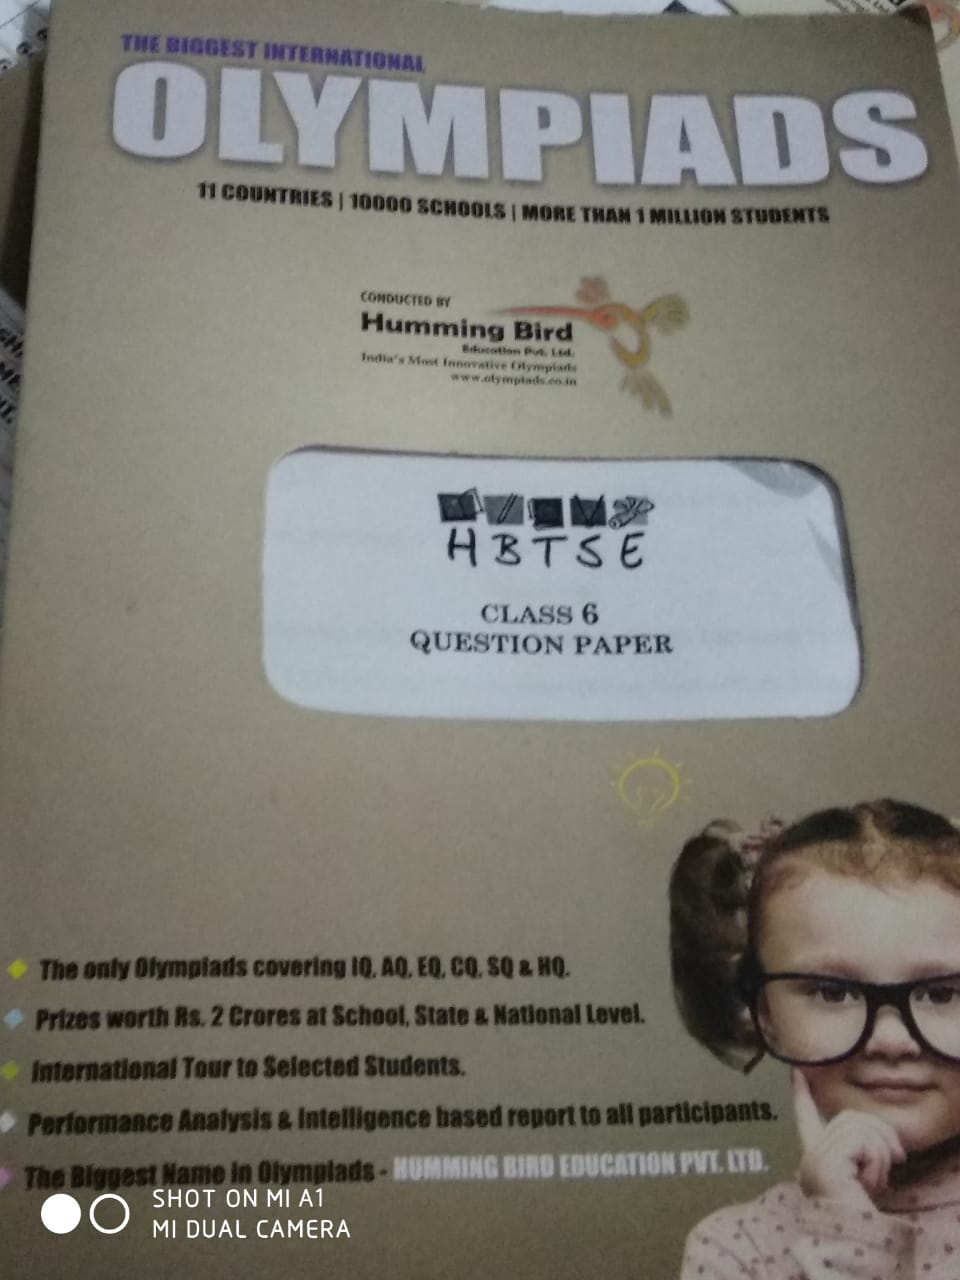 THE BIGGEST INTERNATIONAL
OLYMPIADS
11 COUNTRIES | 10000 SCHOOLS | MORE THAN 1 MILLION STUDENTS
CONDUCTED BY
Humming Bird
Education Pvt. Ltd.
India's Most Innovative Olympiads
www.olympiads.co.in
HBTSE
CLASS 6
QUESTION PAPER
The only Olympiads covering IQ, AQ, EQ, CQ, SQ & HQ.
Prizes worth Rs. 2 Crores at School, State & National Level.
International Tour to Selected Students.
Performance Analysis & Intelligence based report to all participants.
The Biggest Name in Olympiads - HUMMING BIRD EDUCATION PVT. LTD.
SHOT ON MI A1
MI DUAL CAMERA